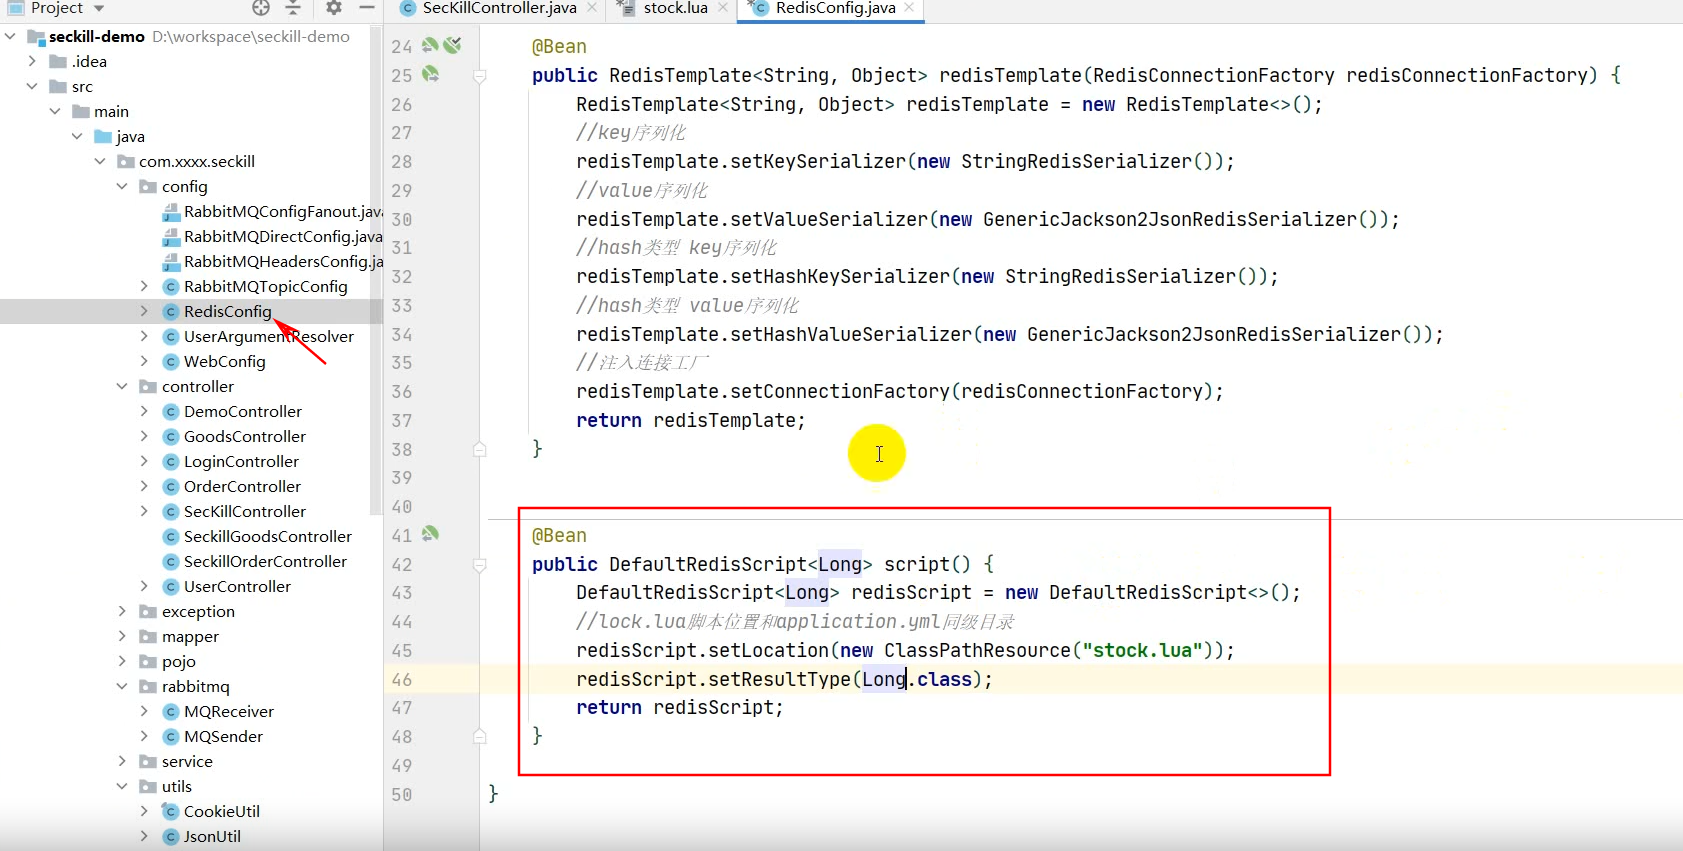 Project
seckill-demo D:\workspace\seckill-demo
.idea
src
main
java
com.xxxx.seckill
config
RabbitMQConfigFanout.java
RabbitMQDirectConfig.java
RabbitMQHeadersConfig.ja
RabbitMQTopicConfig
RedisConfig
UserArgumentResolver
WebConfig
controller
DemoController
GoodsController
LoginController
OrderController
SecKillController
SeckillGoodsController
SeckillOrderController
UserController
exception
mapper
pojo
rabbitmq
MQReceiver
MQSender
service
utils
CookieUtil
JsonUtil
SecKillController.java
stock.lua
RedisConfig.java
24 @Bean
25 public RedisTemplate<String, Object> redisTemplate(RedisConnectionFactory redisConnectionFactory) {
26 RedisTemplate<String, Object> redisTemplate = new RedisTemplate<>();
27 //key序列化
28 redisTemplate.setKeySerializer(new StringRedisSerializer());
29 //value序列化
30 redisTemplate.setValueSerializer(new GenericJackson2JsonRedisSerializer());
31 //hash类型 key序列化
32 redisTemplate.setHashKeySerializer(new StringRedisSerializer());
33 //hash类型 value序列化
34 redisTemplate.setHashValueSerializer(new GenericJackson2JsonRedisSerializer());
35 //注入连接工厂
36 redisTemplate.setConnectionFactory(redisConnectionFactory);
37 return redisTemplate;
38 }
39
40
41 @Bean
42 public DefaultRedisScript<Long> script() {
43 DefaultRedisScript<Long> redisScript = new DefaultRedisScript<>();
44 //lock.lua脚本位置和application.yml同级目录
45 redisScript.setLocation(new ClassPathResource("stock.lua"));
46 redisScript.setResultType(Long.class);
47 return redisScript;
48 }
49
50 }